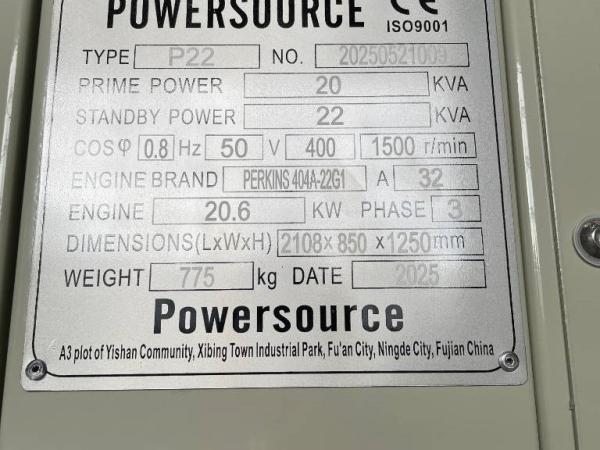 POWERSOURCE CE
ISO9001
TYPE P22 NO. 20250521009
PRIME POWER 20 KVA
STANDBY POWER 22 KVA
COSφ 0.8 Hz 50 V 400 1500 r/min
ENGINE BRAND PERKINS 404A-22G1 A 32
ENGINE 20.6 KW PHASE 3
DIMENSIONS(LxWxH) 2108×850 ×1250mm
WEIGHT 775 kg DATE 2025
Powersource
A3 plot of Yishan Community, Xibing Town Industrial Park, Fu'an City, Ningde City, Fujian China